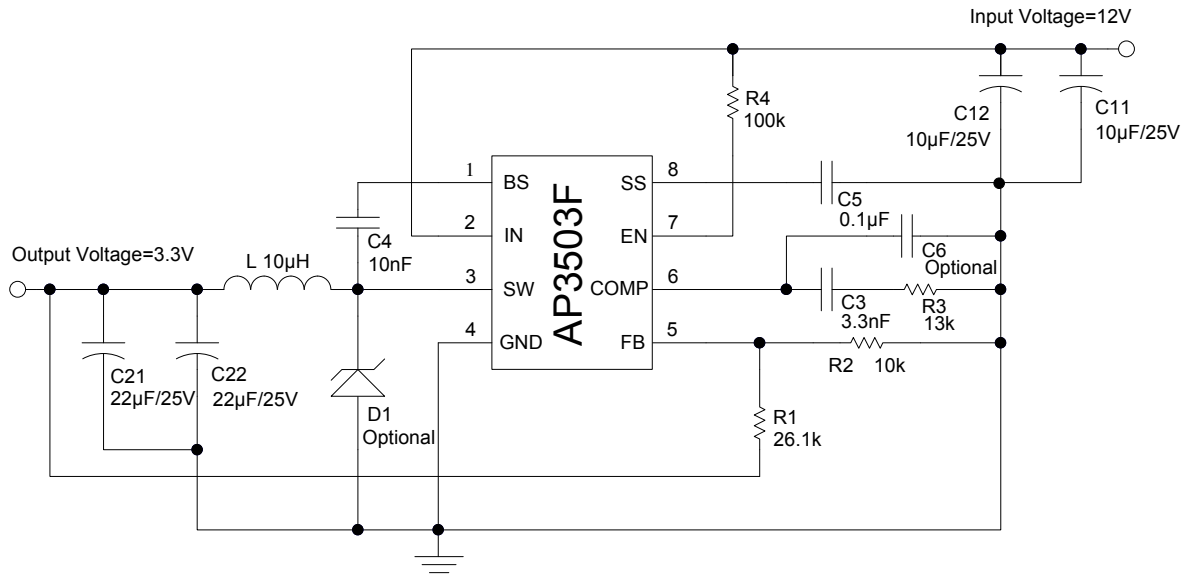 Input Voltage=12V
R4
100k
C12
10µF/25V
C11
10µF/25V
1
BS
SS
8
C5
0.1µF
2
IN
EN
7
C4
10nF
C6
Optional
Output Voltage=3.3V
L 10µH
3
SW
COMP
6
C3
3.3nF
R3
13k
4
GND
FB
5
R2
10k
AP3503F
C21
22µF/25V
C22
22µF/25V
D1
Optional
R1
26.1k